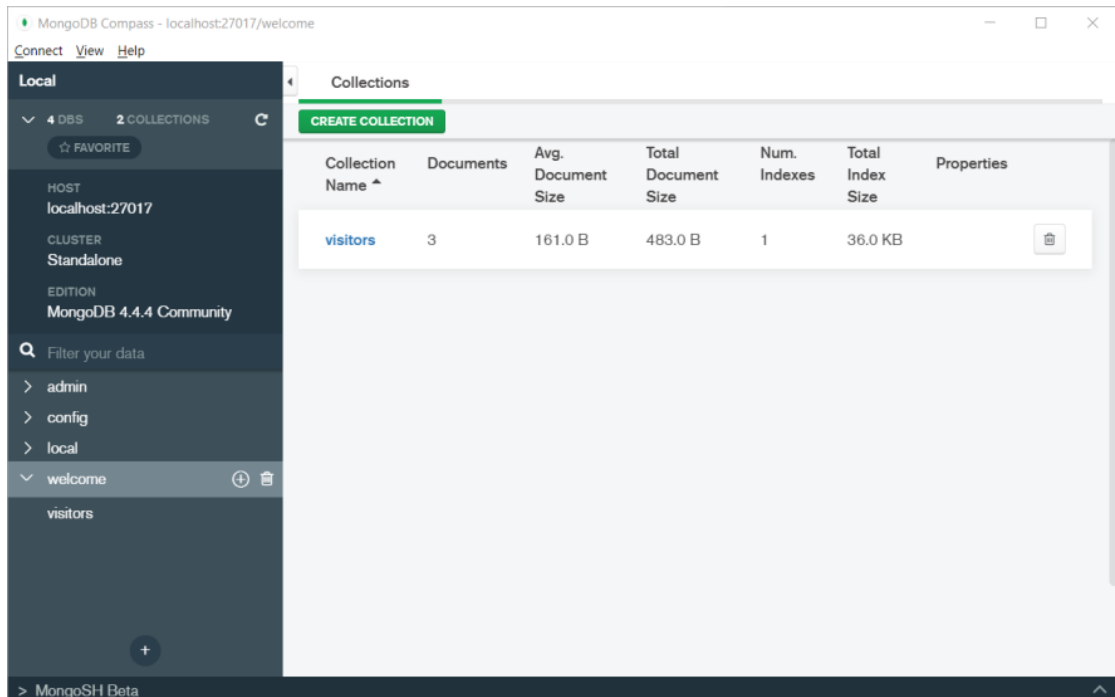 MongoDB Compass - localhost:27017/welcome
Connect View Help
Local
4 DBS 2 COLLECTIONS
FAVORITE
HOST
localhost:27017
CLUSTER
Standalone
EDITION
MongoDB 4.4.4 Community
Filter your data
admin
config
local
welcome
visitors
> MongoSH Beta
Collections
CREATE COLLECTION
Collection Name Documents Avg. Document Size Total Document Size Num. Indexes Total Index Size Properties
visitors 3 161.0 B 483.0 B 1 36.0 KB